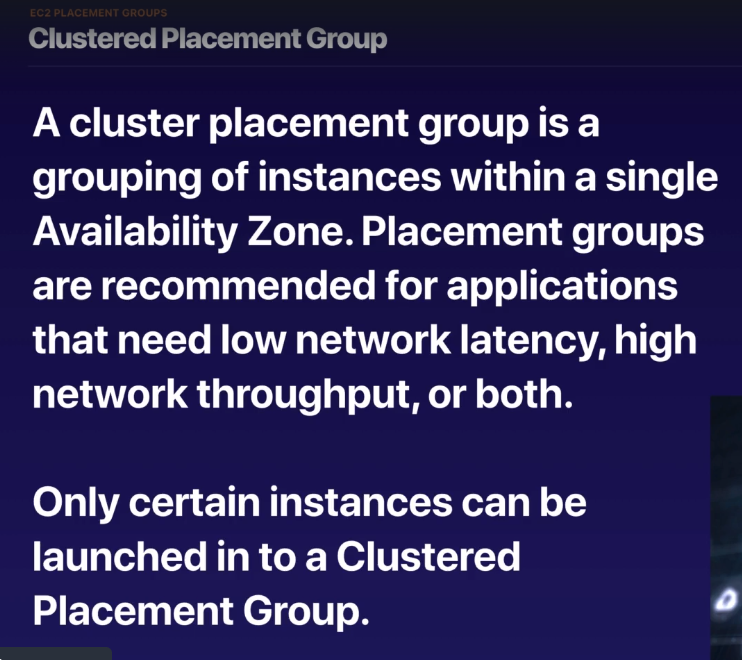 EC2 PLACEMENT GROUPS
Clustered Placement Group
A cluster placement group is a
grouping of instances within a single
Availability Zone. Placement groups
are recommended for applications
that need low network latency, high
network throughput, or both.
Only certain instances can be
launched in to a Clustered
Placement Group.